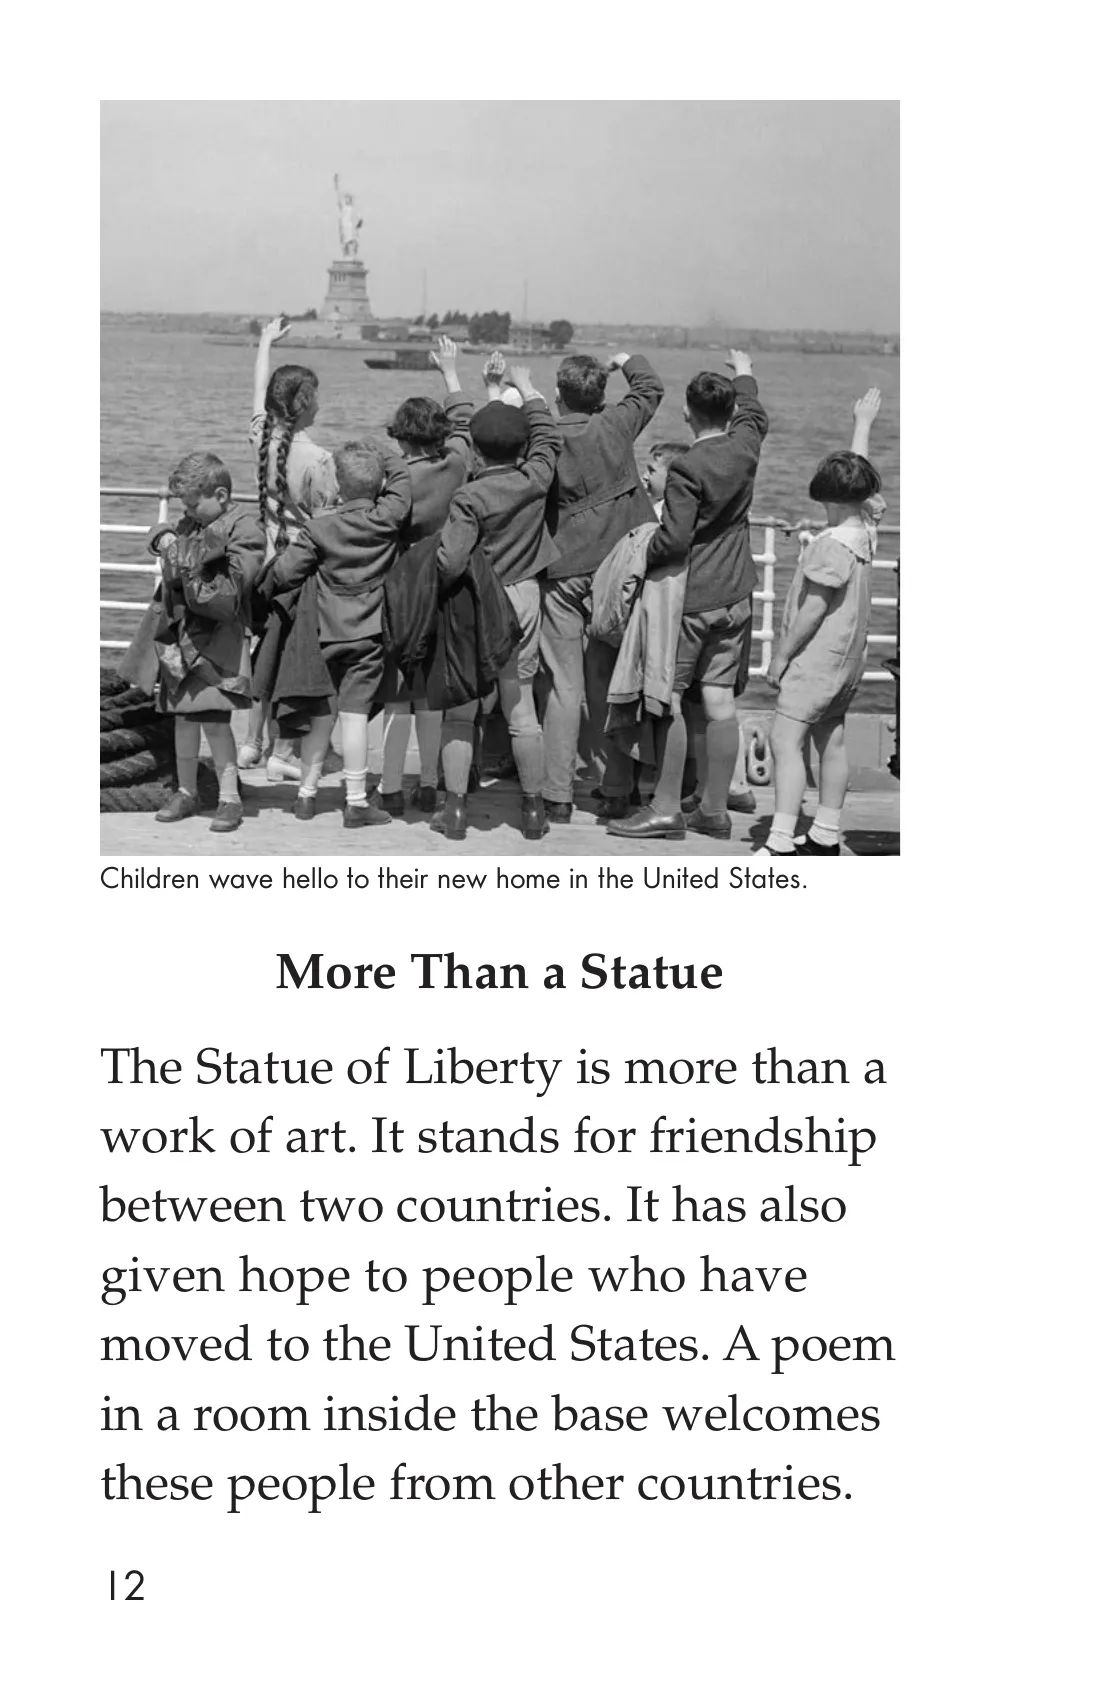 Children wave hello to their new home in the United States.
More Than a Statue
The Statue of Liberty is more than a
work of art. It stands for friendship
between two countries. It has also
given hope to people who have
moved to the United States. A poem
in a room inside the base welcomes
these people from other countries.
12